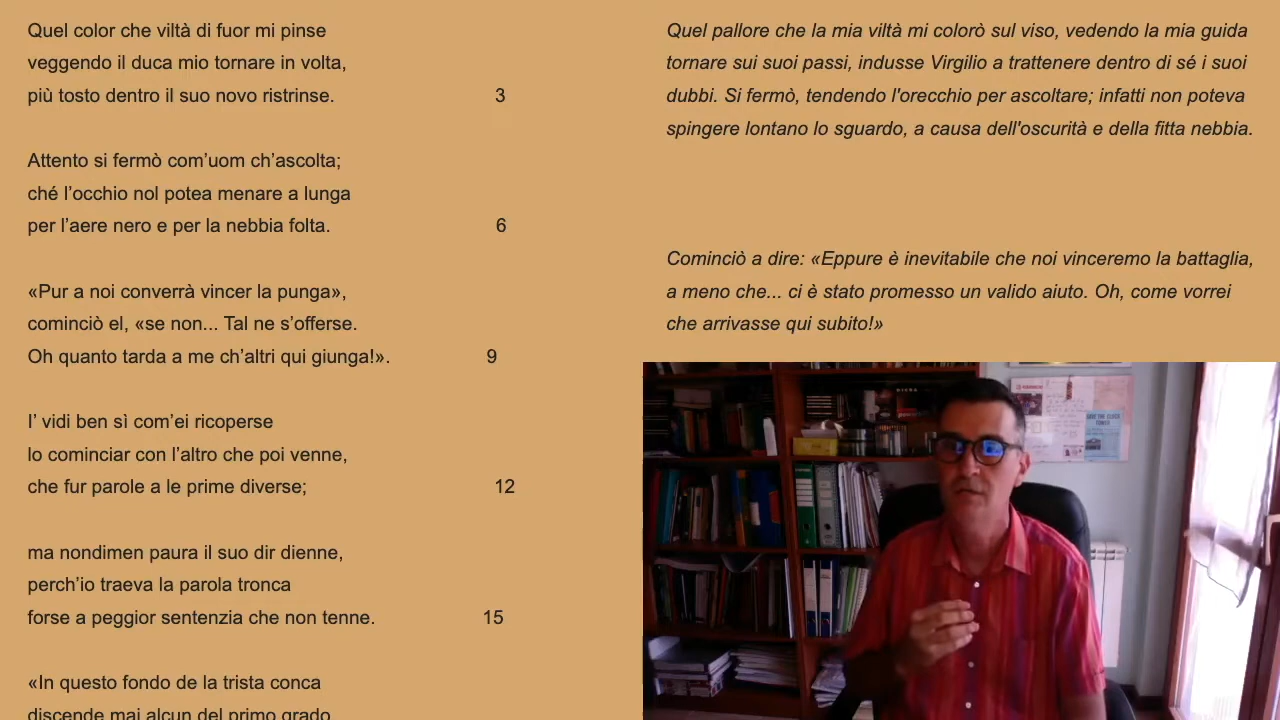 Quel color che viltà di fuor mi pinse
veggendo il duca mio tornare in volta,
più tosto dentro il suo novo ristrinse.
3
Attento si fermò com’uom ch’ascolta;
ché l’occhio nol potea menare a lunga
per l’aere nero e per la nebbia folta.
6
«Pur a noi converrà vincer la punga»,
cominciò el, «se non... Tal ne s’offerse.
Oh quanto tarda a me ch’altri qui giunga!».
9
I’ vidi ben sì com’ei ricoperse
lo cominciar con l’altro che poi venne,
che fur parole a le prime diverse;
12
ma nondimen paura il suo dir dienne,
perch’io traeva la parola tronca
forse a peggior sentenzia che non tenne.
15
«In questo fondo de la trista conca
discende mai alcun del primo grado
Quel pallore che la mia viltà mi colorò sul viso, vedendo la mia guida
tornare sui suoi passi, indusse Virgilio a trattenere dentro di sé i suoi
dubbi. Si fermò, tendendo l'orecchio per ascoltare; infatti non poteva
spingere lontano lo sguardo, a causa dell'oscurità e della fitta nebbia.
Cominciò a dire: «Eppure è inevitabile che noi vinceremo la battaglia,
a meno che... ci è stato promesso un valido aiuto. Oh, come vorrei
che arrivasse qui subito!»
SAVE THE CLOCK
TOWER